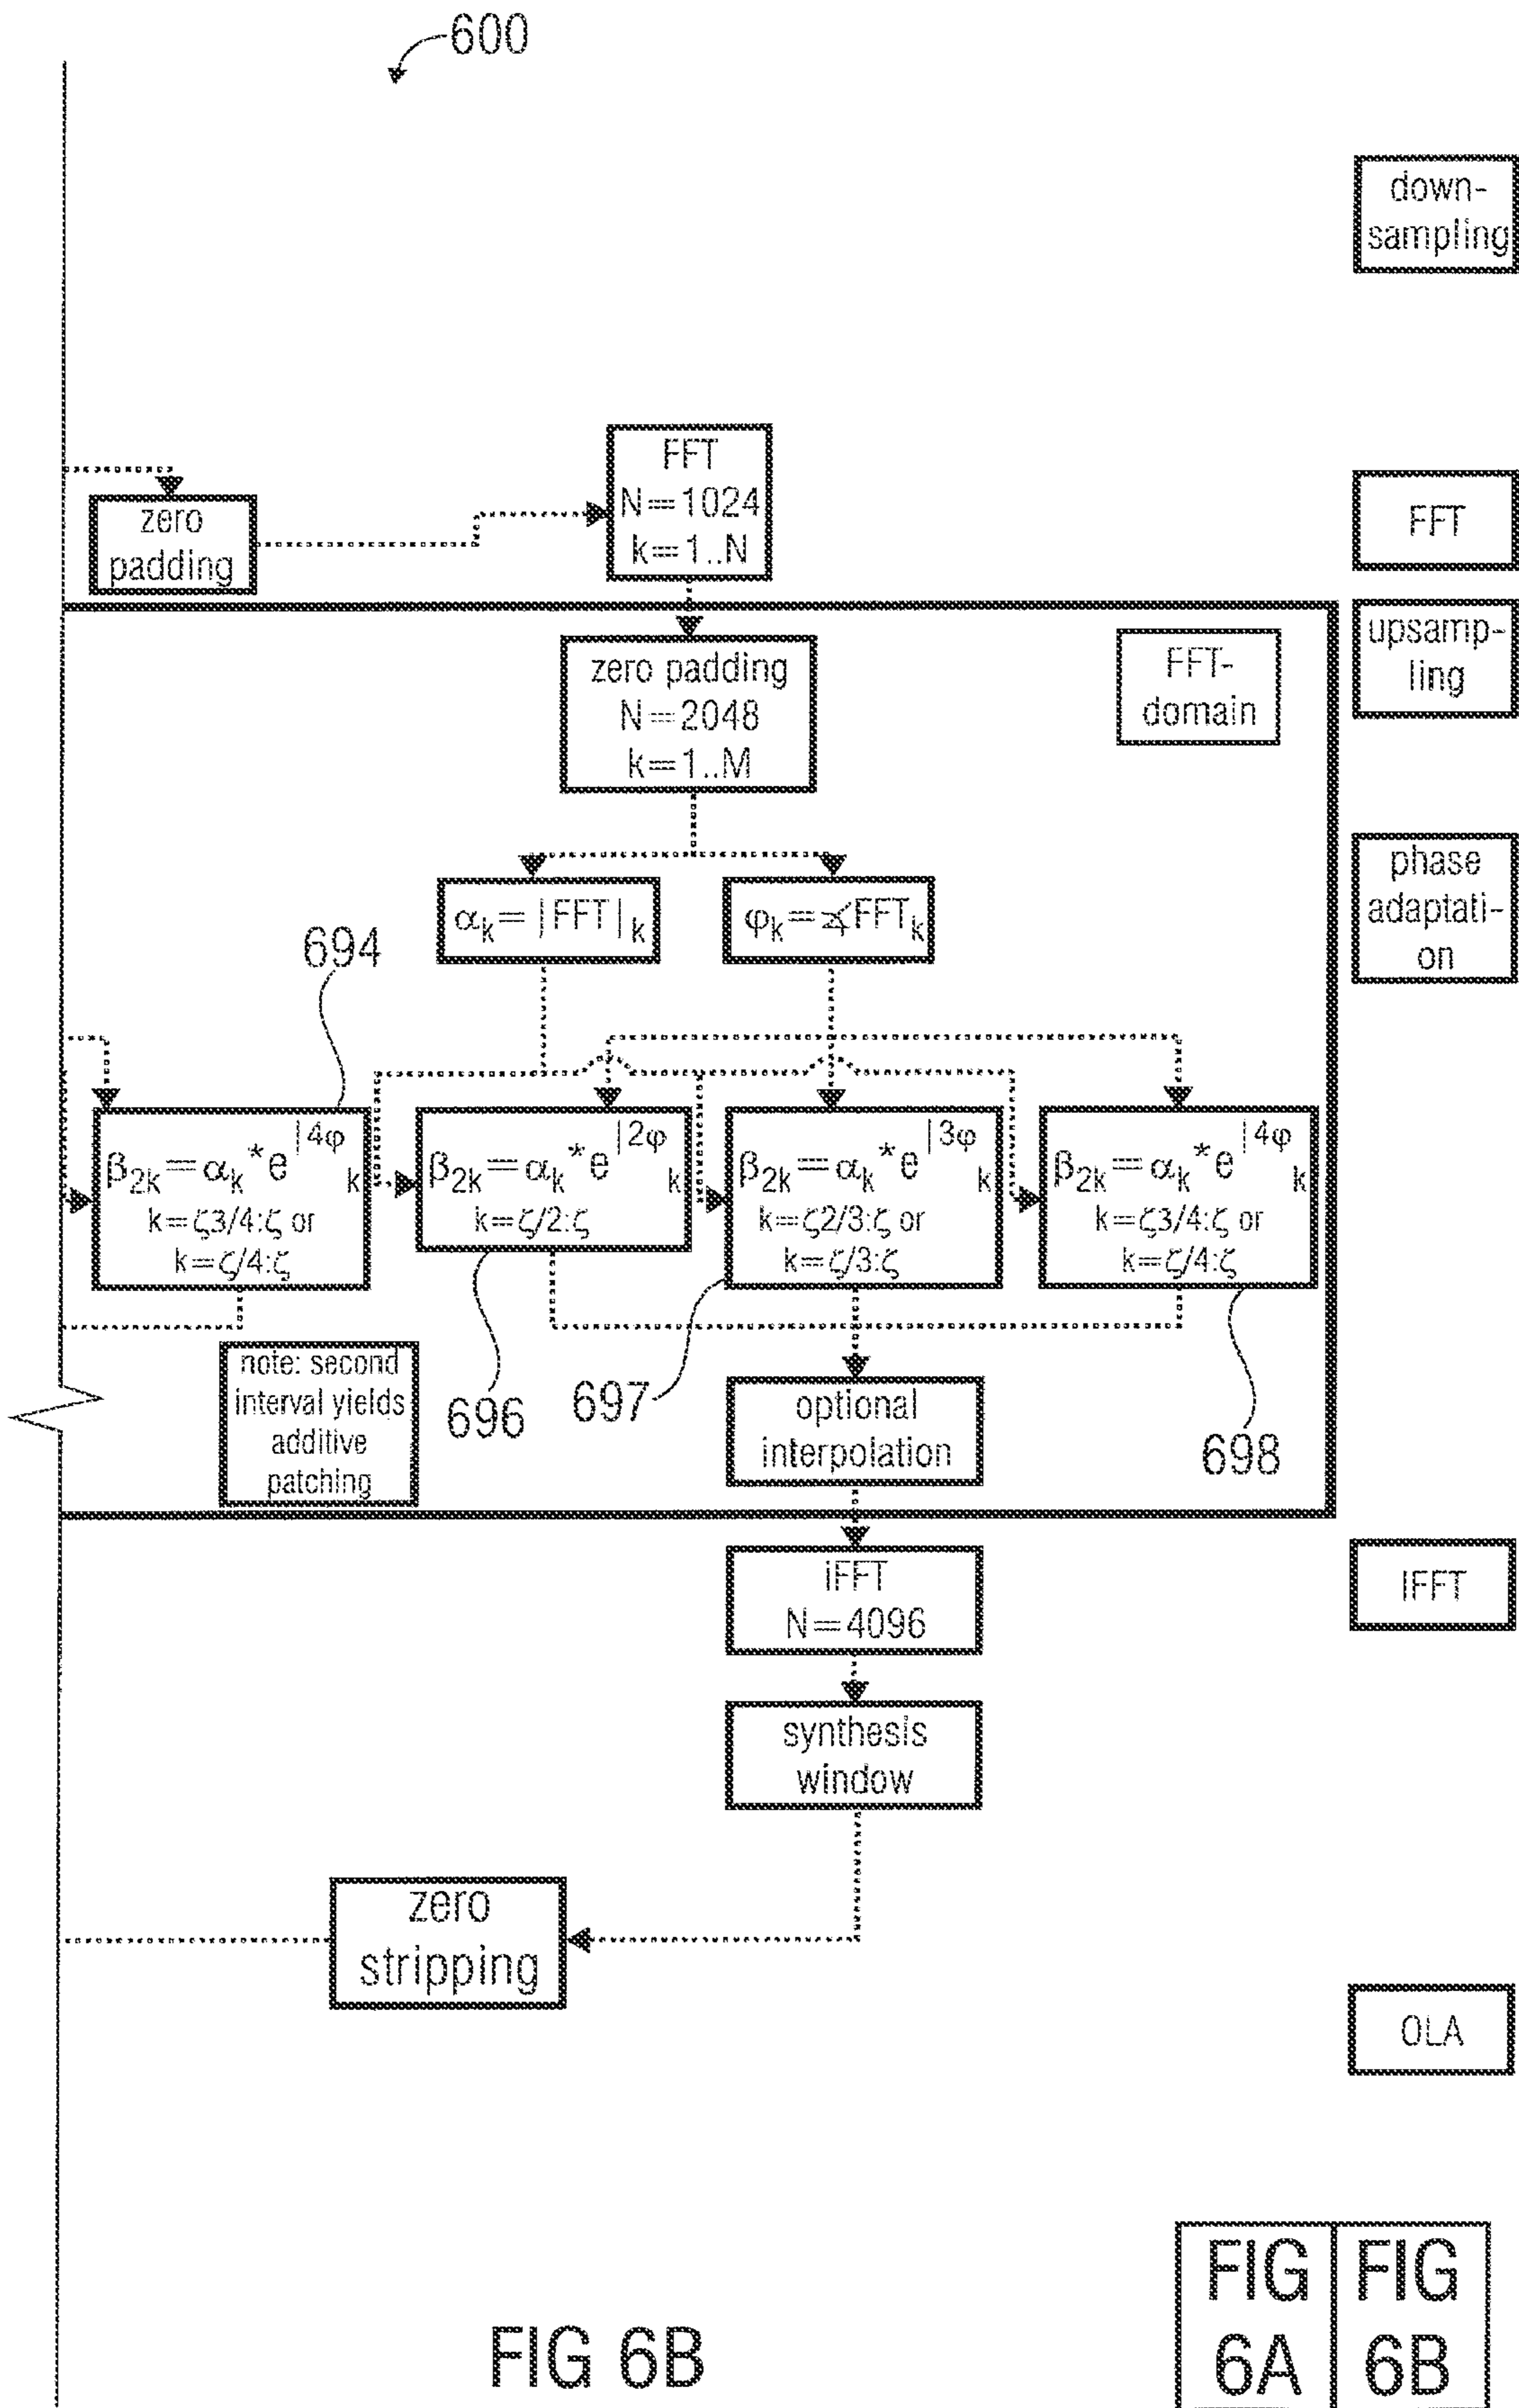 600
down-
sampling
FFT
N=1024
k=1..N
zero
padding
FFT
zero padding
N=2048
k=1..M
FFT-
domain
upsamp-
ling
phase
adaptati-
on
αk=|FFT|k
φk=∡FFTk
694
β2k=αk*e|4φk
k=ζ3/4:ζ or
k=ζ/4:ζ
β2k=αk*e|2φk
k=ζ/2:ζ
β2k=αk*e|3φk
k=ζ2/3:ζ or
k=ζ/3:ζ
β2k=αk*e|4φk
k=ζ3/4:ζ or
k=ζ/4:ζ
note: second
interval yields
additive
patching
696
697
optional
interpolation
698
iFFT
N=4096
IFFT
synthesis
window
zero
stripping
OLA
FIG 6B
FIG
6A
FIG
6B